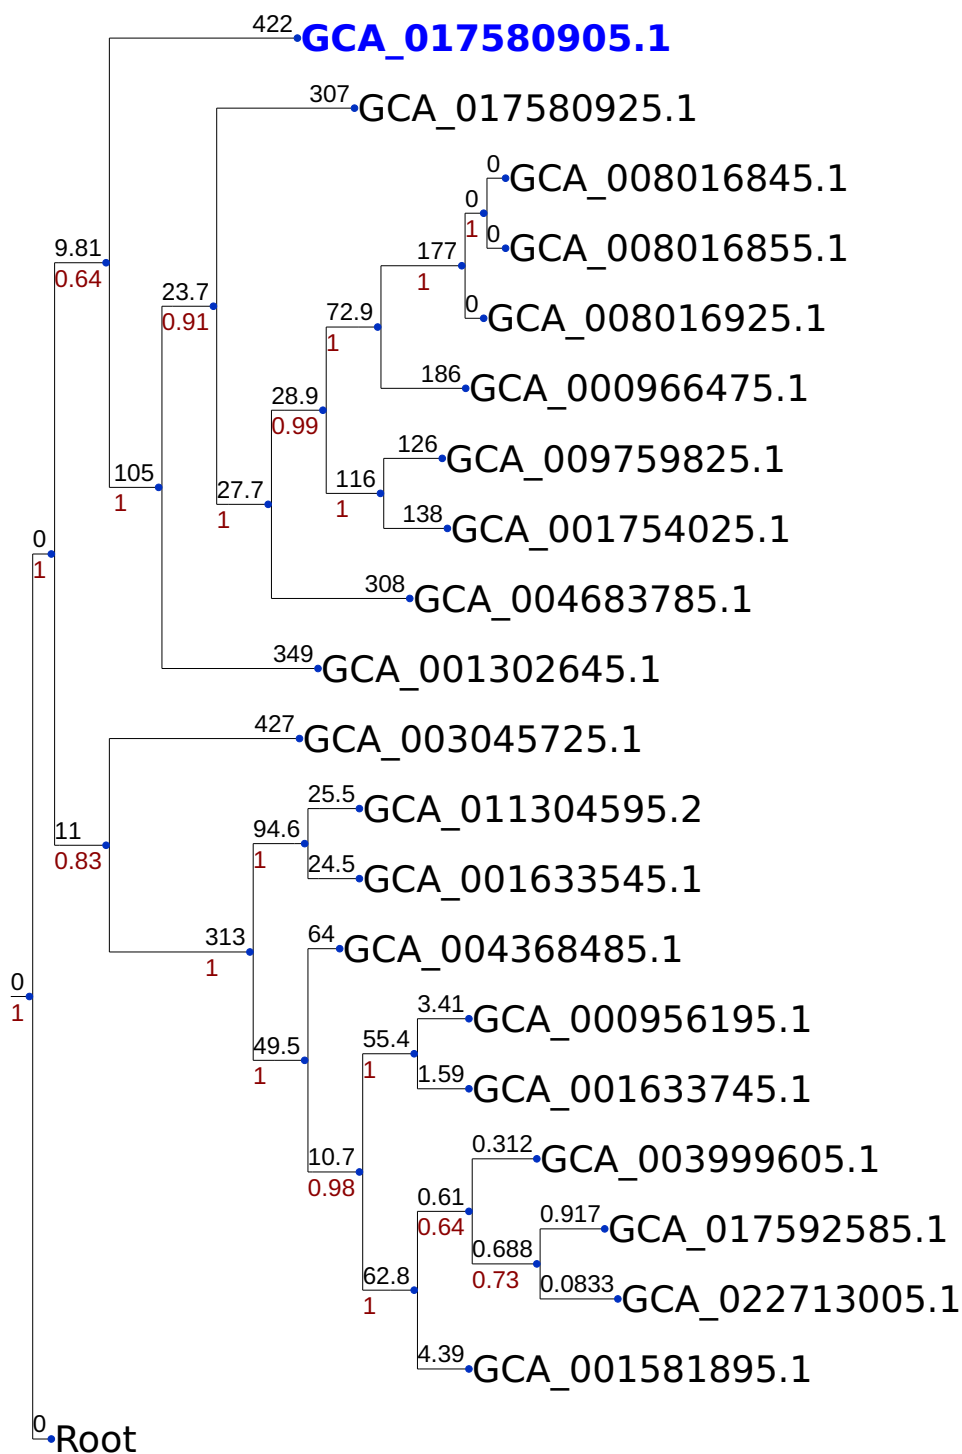 422 GCA_017580905.1
307 GCA_017580925.1
0 GCA_008016845.1
0
1
0 GCA_008016855.1
9.81
0.64
177
1
23.7
0.91
0 GCA_008016925.1
72.9
1
186 GCA_000966475.1
28.9
0.99
126 GCA_009759825.1
105
1
116
1
27.7
1
138 GCA_001754025.1
0
1
308 GCA_004683785.1
349 GCA_001302645.1
427 GCA_003045725.1
25.5 GCA_011304595.2
11
0.83
94.6
1
24.5 GCA_001633545.1
313
1
64 GCA_004368485.1
0
1
3.41 GCA_000956195.1
49.5
1
55.4
1
1.59 GCA_001633745.1
10.7
0.98
0.312 GCA_003999605.1
0.61
0.64
0.917 GCA_017592585.1
0.688
0.73
62.8
1
0.0833 GCA_022713005.1
4.39 GCA_001581895.1
0 Root